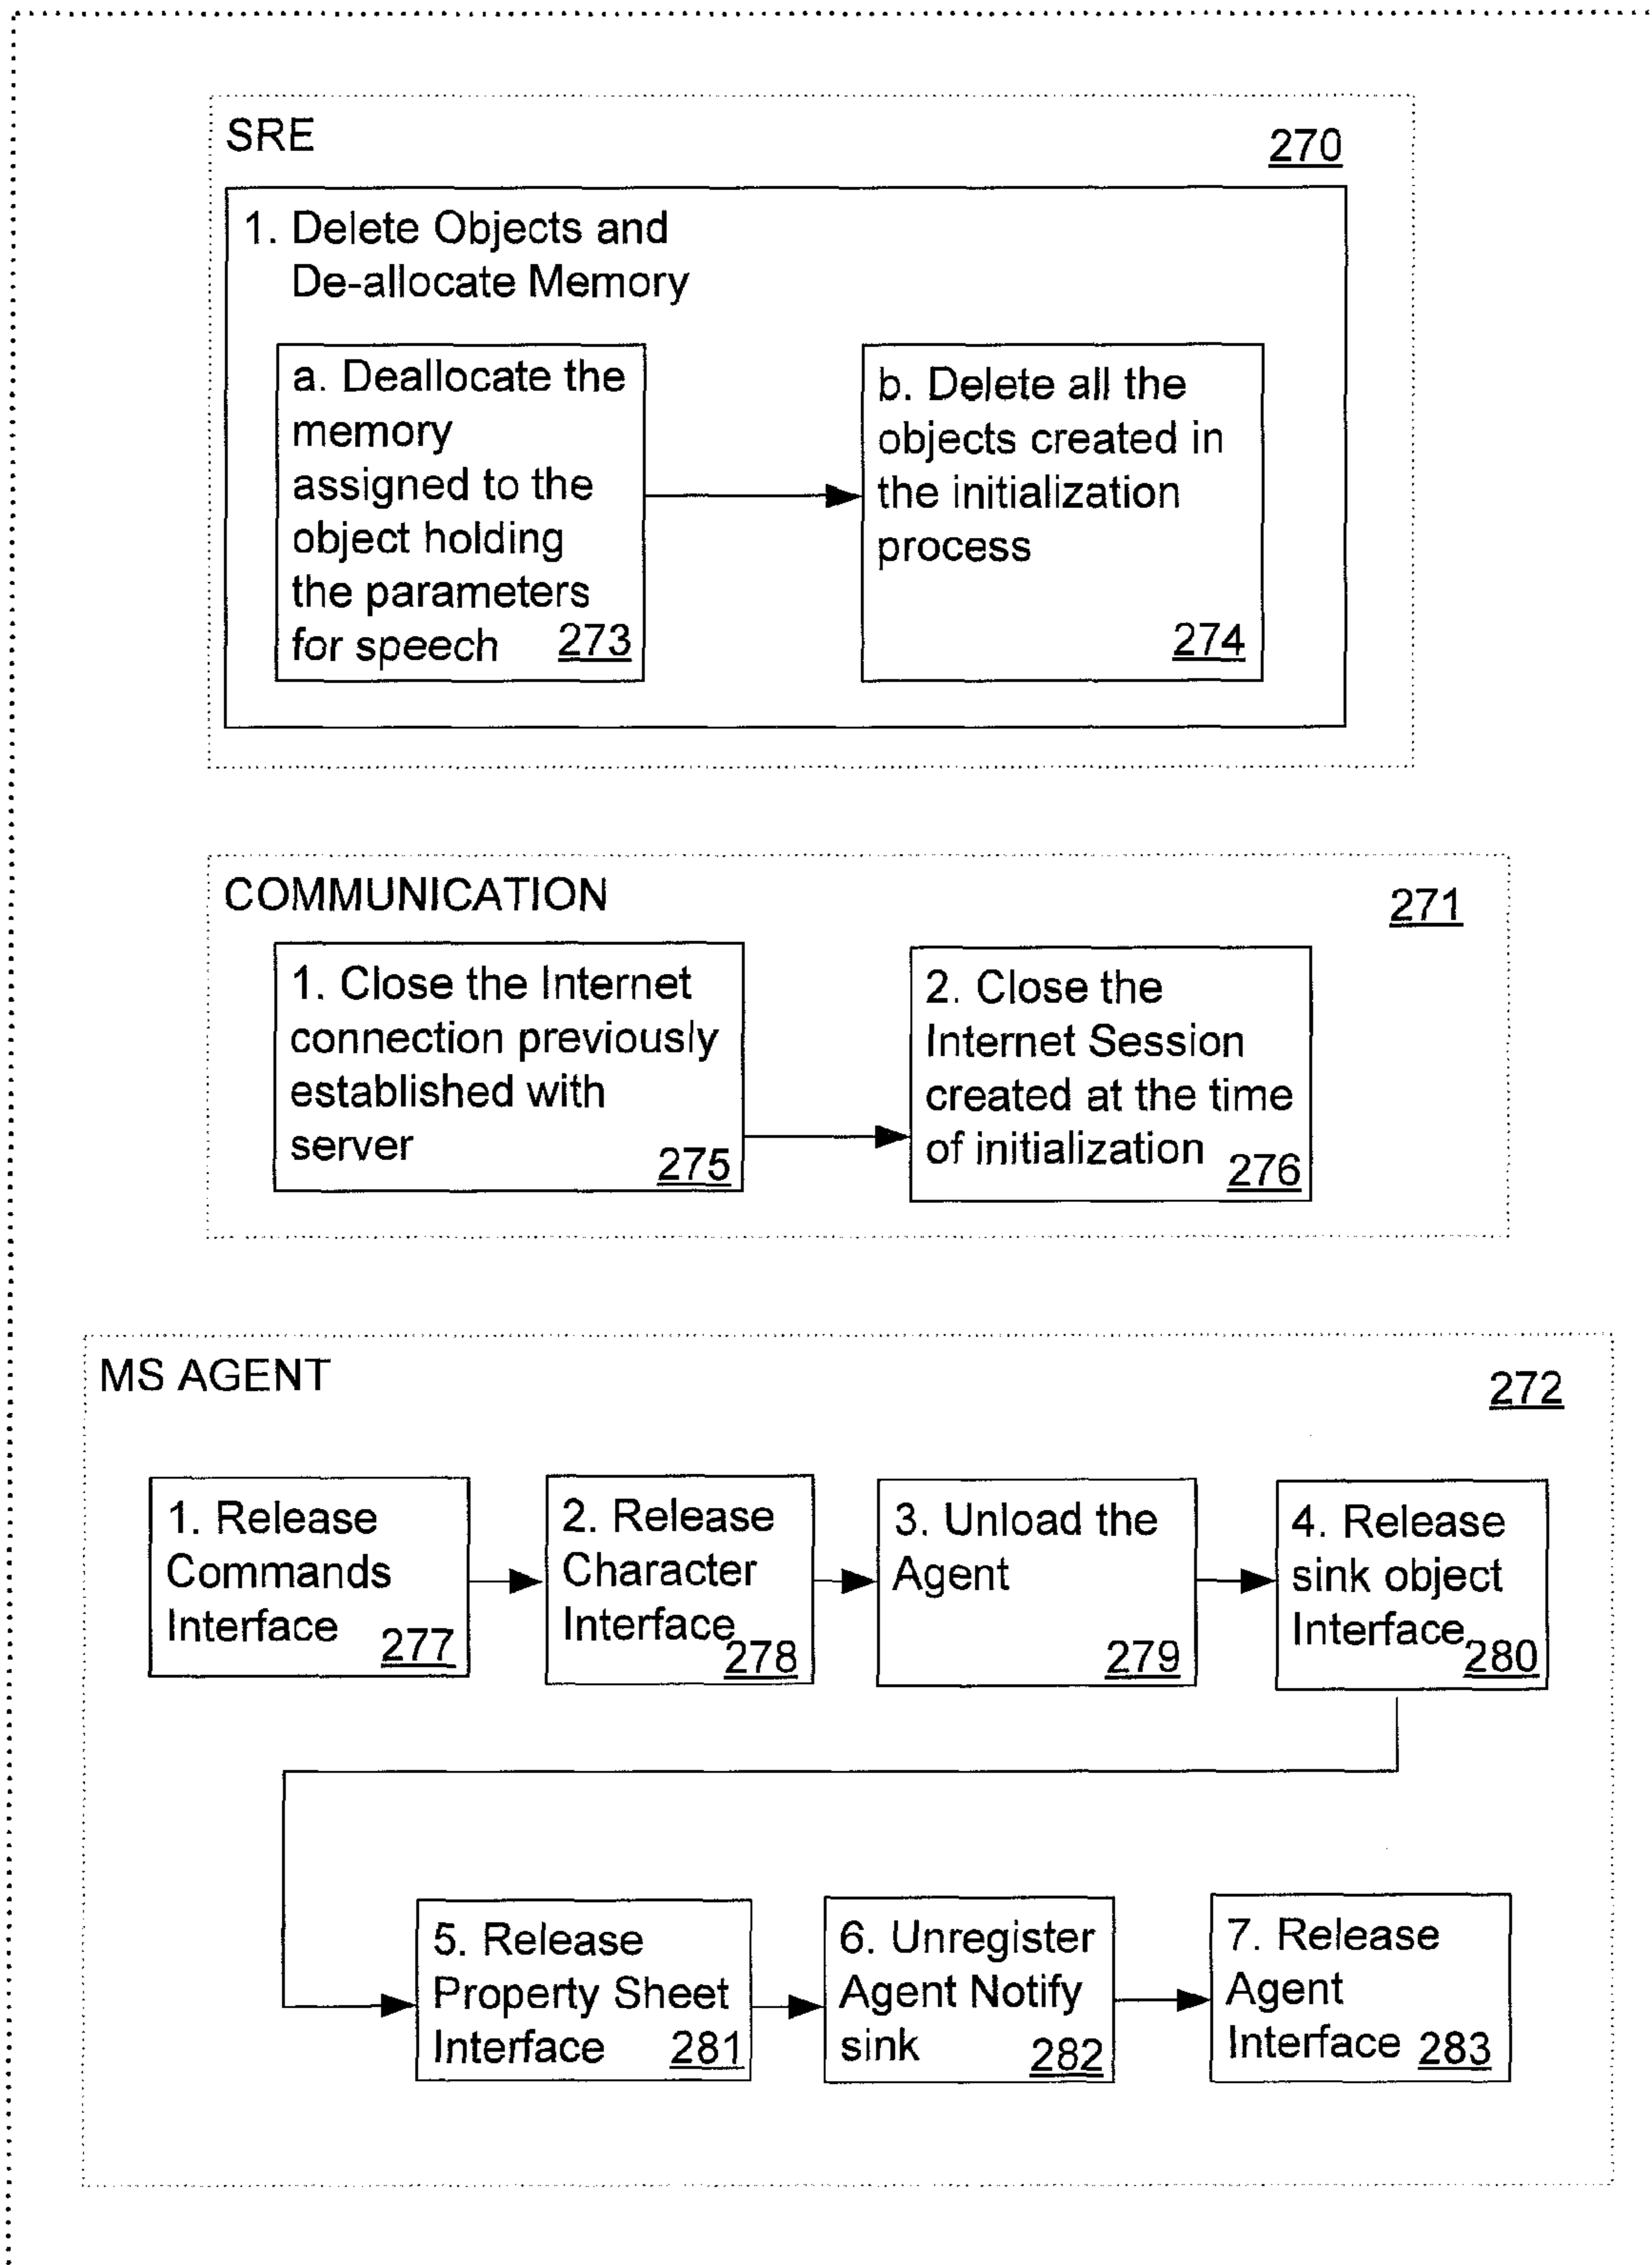 SRE
270
1. Delete Objects and
De-allocate Memory
a. Deallocate the
memory
assigned to the
object holding
the parameters
for speech 273
b. Delete all the
objects created in
the initialization
process
274
COMMUNICATION
271
1. Close the Internet
connection previously
established with
server
275
2. Close the
Internet Session
created at the time
of initialization 276
MS AGENT
272
1. Release
Commands
Interface 277
2. Release
Character
Interface 278
3. Unload the
Agent
279
4. Release
sink object
Interface 280
5. Release
Property Sheet
Interface 281
6. Unregister
Agent Notify
sink 282
7. Release
Agent
Interface 283